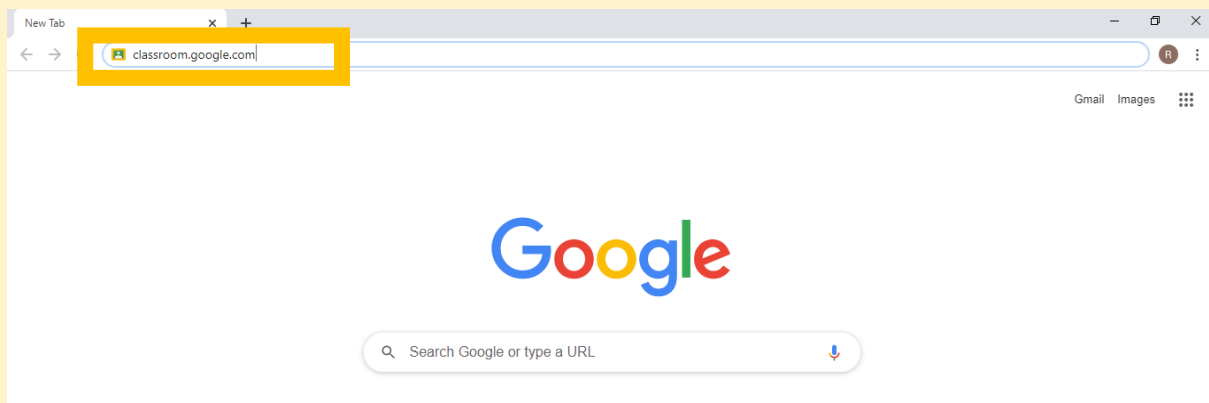 New Tab
classroom.google.com
R
Gmail Images
Google
Search Google or type a URL